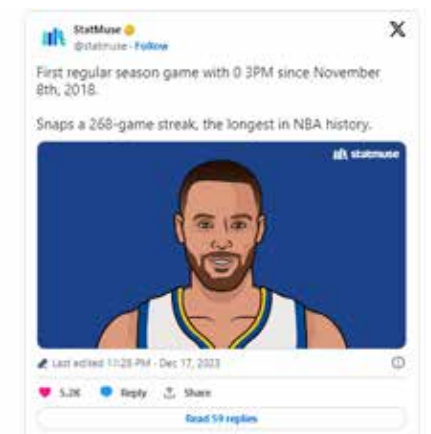 StatMuse
@statmuse · Follow
First regular season game with 0 3PM since November
8th, 2018.
Snaps a 268-game streak, the longest in NBA history.
statmuse
Last edited 11:28 PM · Dec 17, 2023
5.2K Reply Share
Read 59 replies